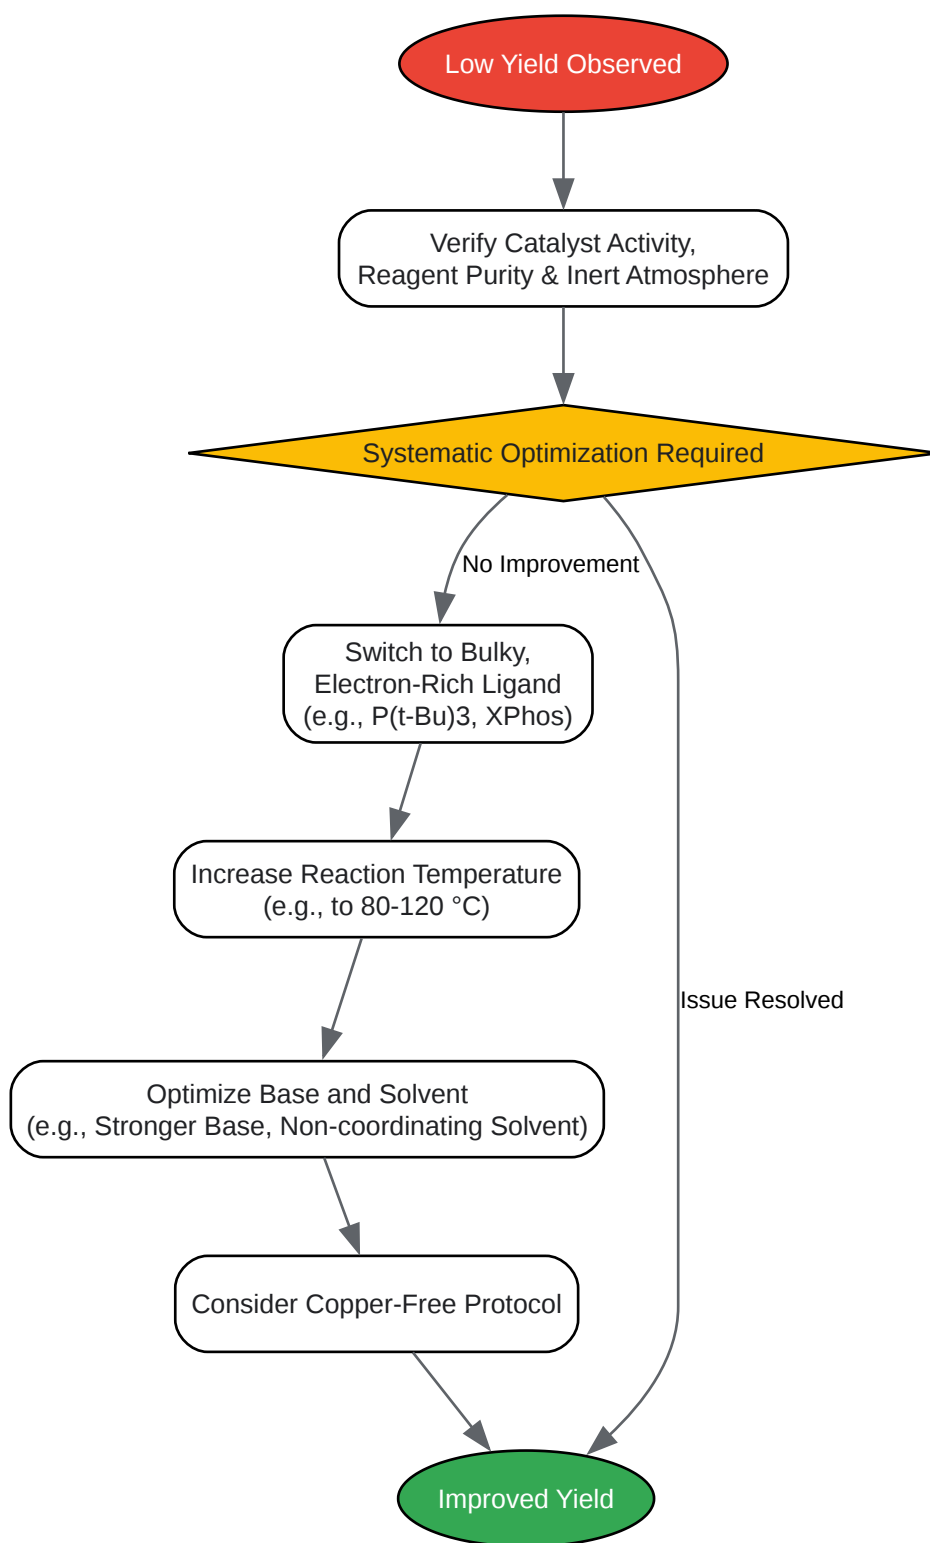 Low Yield Observed
Verify Catalyst Activity,
Reagent Purity & Inert Atmosphere
Systematic Optimization Required
No Improvement
Switch to Bulky,
Electron-Rich Ligand
(e.g., P(t-Bu)3, XPhos)
Increase Reaction Temperature
(e.g., to 80-120 °C)
Issue Resolved
Optimize Base and Solvent
(e.g., Stronger Base, Non-coordinating Solvent)
Consider Copper-Free Protocol
Improved Yield